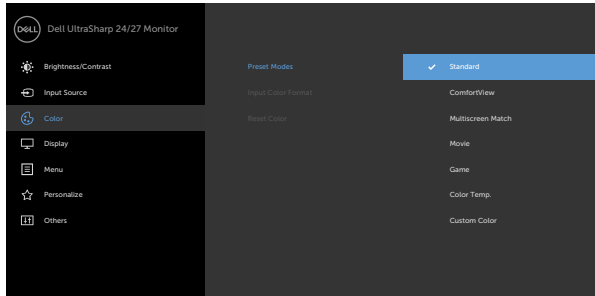 DELL Dell UltraSharp 24/27 Monitor
Brightness/Contrast Preset Modes Standard
Input Source Input Color Format ComfortView
Color Reset Color Multiscreen Match
Display Movie
Menu Game
Personalize Color Temp.
Others Custom Color